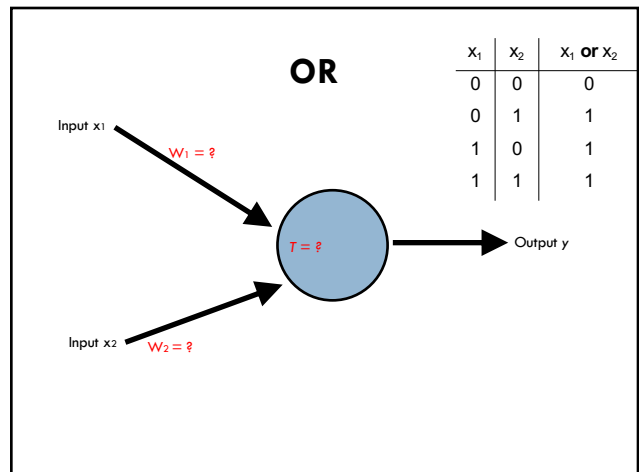 OR
x₁ x₂ x₁ or x₂
0 0 0
0 1 1
1 0 1
1 1 1
Input x₁
W₁ = ?
T = ?
Output y
Input x₂
W₂ = ?